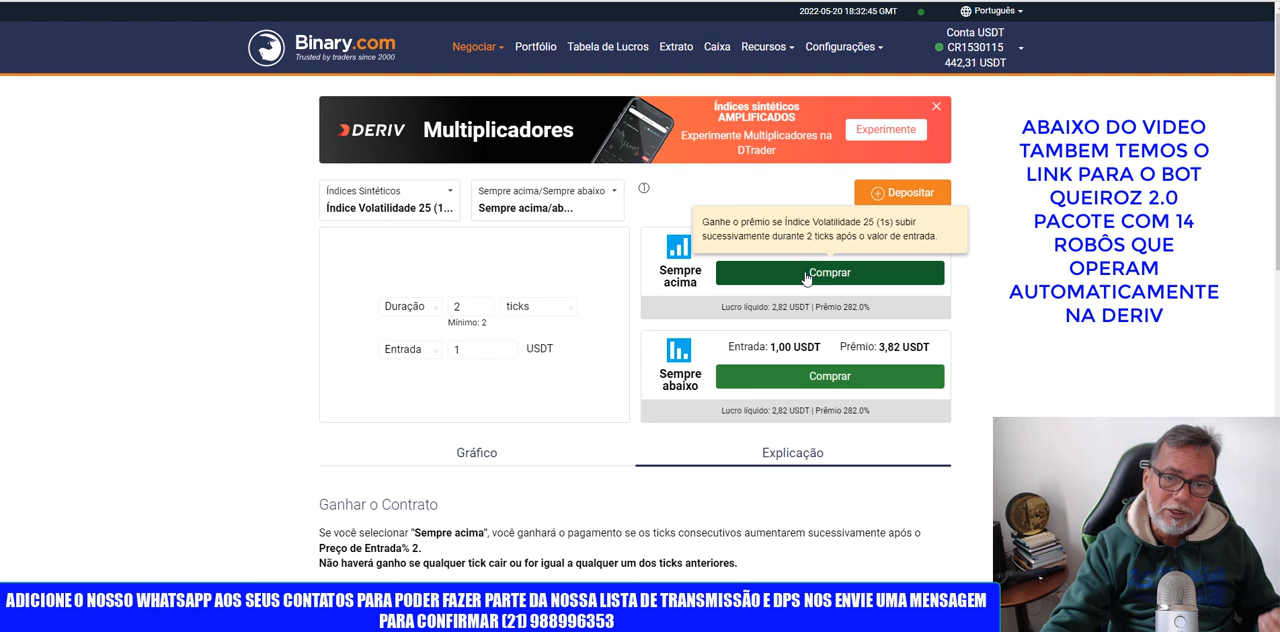 2022-05-20 18:32:45 GMT
Português
Binary.com
Trusted by traders since 2000
Negociar
Portfólio
Tabela de Lucros
Extrato
Caixa
Recursos
Configurações
Conta USDT
CR1530115
442,31 USDT
DERIV
Multiplicadores
Índices sintéticos
AMPLIFICADOS
Experimente Multiplicadores na
DTrader
Experimente
Índices Sintéticos
Índice Volatilidade 25 (1...
Sempre acima/Sempre abaixo
Sempre acima/ab...
Depositar
Ganhe o prêmio se Índice Volatilidade 25 (1s) subir
sucessivamente durante 2 ticks após o valor de entrada.
Sempre
acima
Comprar
Lucro líquido: 2,82 USDT | Prêmio 282.0%
Duração 2 ticks
Mínimo: 2
Entrada 1 USDT
Sempre
abaixo
Entrada: 1,00 USDT Prêmio: 3,82 USDT
Comprar
Lucro líquido: 2,82 USDT | Prêmio 282.0%
Gráfico
Explicação
Ganhar o Contrato
Se você selecionar "Sempre acima", você ganhará o pagamento se os ticks consecutivos aumentarem sucessivamente após o
Preço de Entrada% 2.
Não haverá ganho se qualquer tick cair ou for igual a qualquer um dos ticks anteriores.
ABAIXO DO VIDEO
TAMBEM TEMOS O
LINK PARA O BOT
QUEIROZ 2.0
PACOTE COM 14
ROBÔS QUE
OPERAM
AUTOMATICAMENTE
NA DERIV
ADICIONE O NOSSO WHATSAPP AOS SEUS CONTATOS PARA PODER FAZER PARTE DA NOSSA LISTA DE TRANSMISSÃO E DPS NOS ENVIE UMA MENSAGEM
PARA CONFIRMAR (21) 988996353